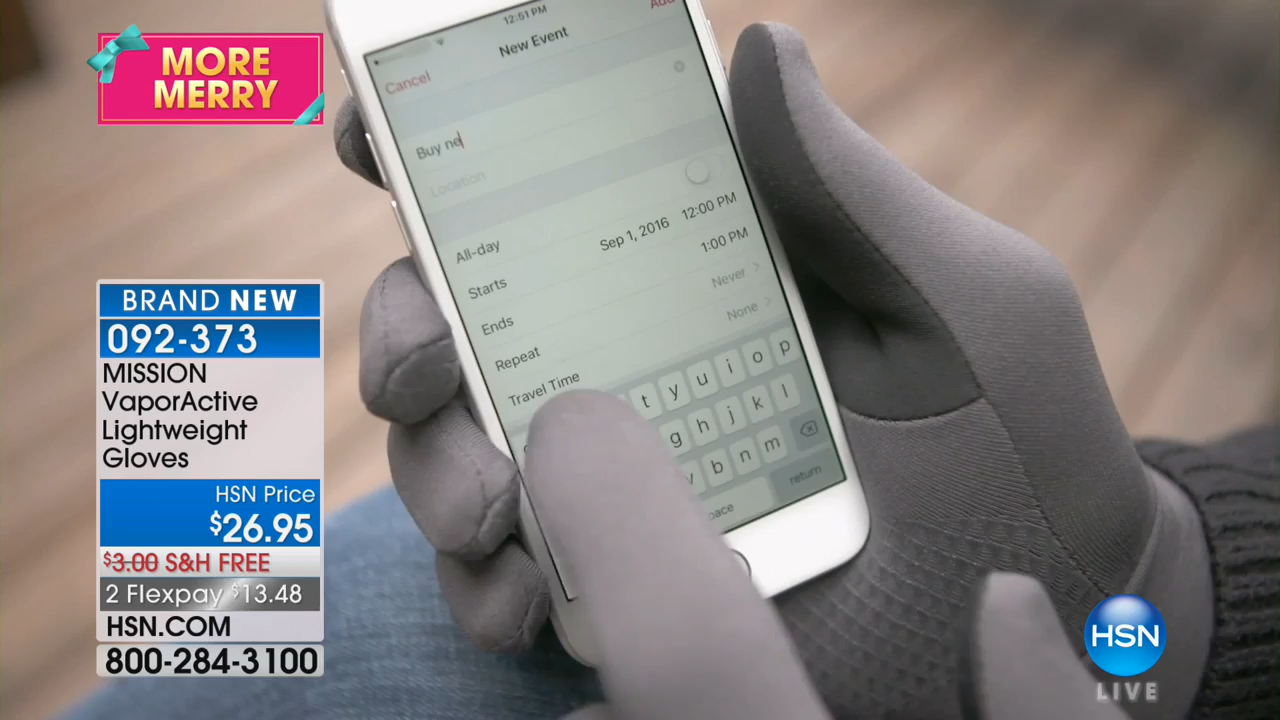 MORE
MERRY
BRAND NEW
092-373
MISSION
VaporActive
Lightweight
Gloves
HSN Price
$26.95
$3.00 S&H FREE
2 Flexpay $13.48
HSN.COM
800-284-3100
12:51 PM
Cancel
New Event
Add
Buy ne
Location
All-day
Starts Sep 1, 2016 12:00 PM
Ends 1:00 PM
Repeat Never
Travel Time None
t y u i o p
g h j k l
v b n m
return
HSN
LIVE